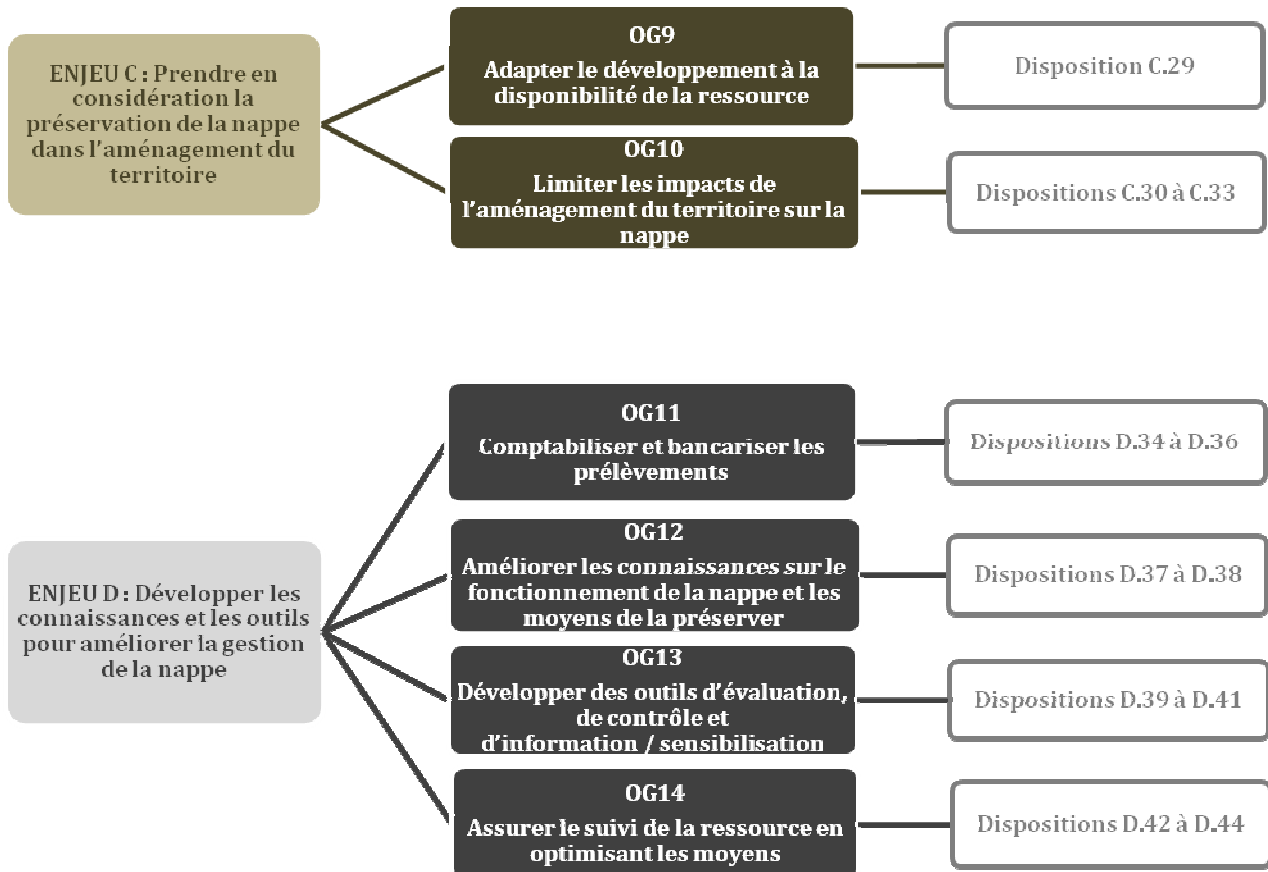 ENJEU C : Prendre en
considération la
préservation de la nappe
dans l'aménagement du
territoire
OG9
Adapter le développement à la
disponibilité de la ressource
Disposition C.29
OG10
Limiter les impacts de
l'aménagement du territoire sur la
nappe
Dispositions C.30 à C.33
ENJEU D : Développer les
connaissances et les outils
pour améliorer la gestion
de la nappe
OG11
Comptabiliser et bancariser les
prélèvements
Dispositions D.34 à D.36
OG12
Améliorer les connaissances sur le
fonctionnement de la nappe et les
moyens de la préserver
Dispositions D.37 à D.38
OG13
Développer des outils d'évaluation,
de contrôle et
d'information / sensibilisation
Dispositions D.39 à D.41
OG14
Assurer le suivi de la ressource en
optimisant les moyens
Dispositions D.42 à D.44